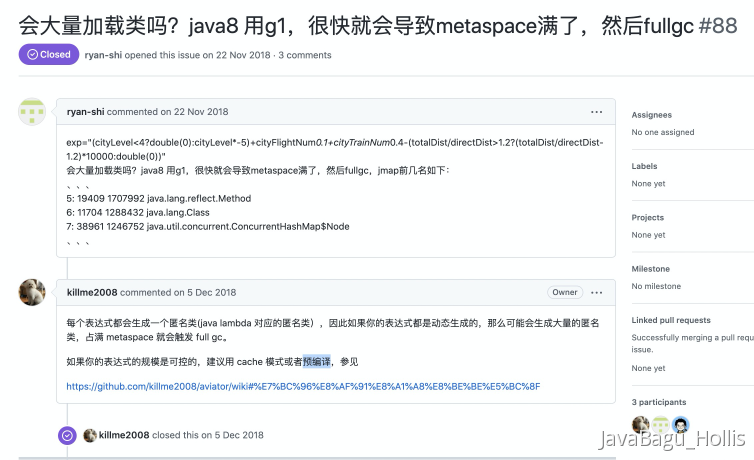 会大量加载类吗？java8 用g1，很快就会导致metaspace满了，然后fullgc #88
Closed
ryan-shi opened this issue on 22 Nov 2018 · 3 comments
ryan-shi commented on 22 Nov 2018
exp="(cityLevel<4?double(0):cityLevel*-5)+cityFlightNum0.1+cityTrainNum0.4-(totalDist/directDist>1.2?(totalDist/directDist-
1.2)*10000:double(0))"
会大量加载类吗？java8 用g1，很快就会导致metaspace满了，然后fullgc，jmap前几名如下：
、、、
5: 19409 1707992 java.lang.reflect.Method
6: 11704 1288432 java.lang.Class
7: 38961 1246752 java.util.concurrent.ConcurrentHashMap$Node
、、、
killme2008 commented on 5 Dec 2018
Owner
每个表达式都会生成一个匿名类(java lambda 对应的匿名类），因此如果你的表达式都是动态生成的，那么可能会生成大量的匿名
类，占满 metaspace 就会触发 full gc。
如果你的表达式的规模是可控的，建议用 cache 模式或者预编译，参见
https://github.com/killme2008/aviator/wiki#%E7%BC%96%E8%AF%91%E8%A1%A8%E8%BE%BE%E5%BC%8F
killme2008 closed this on 5 Dec 2018
Assignees
No one assigned
Labels
None yet
Projects
None yet
Milestone
No milestone
Linked pull requests
Successfully merging a pull requ
issue.
None yet
3 participants
JavaBagu_Hollis